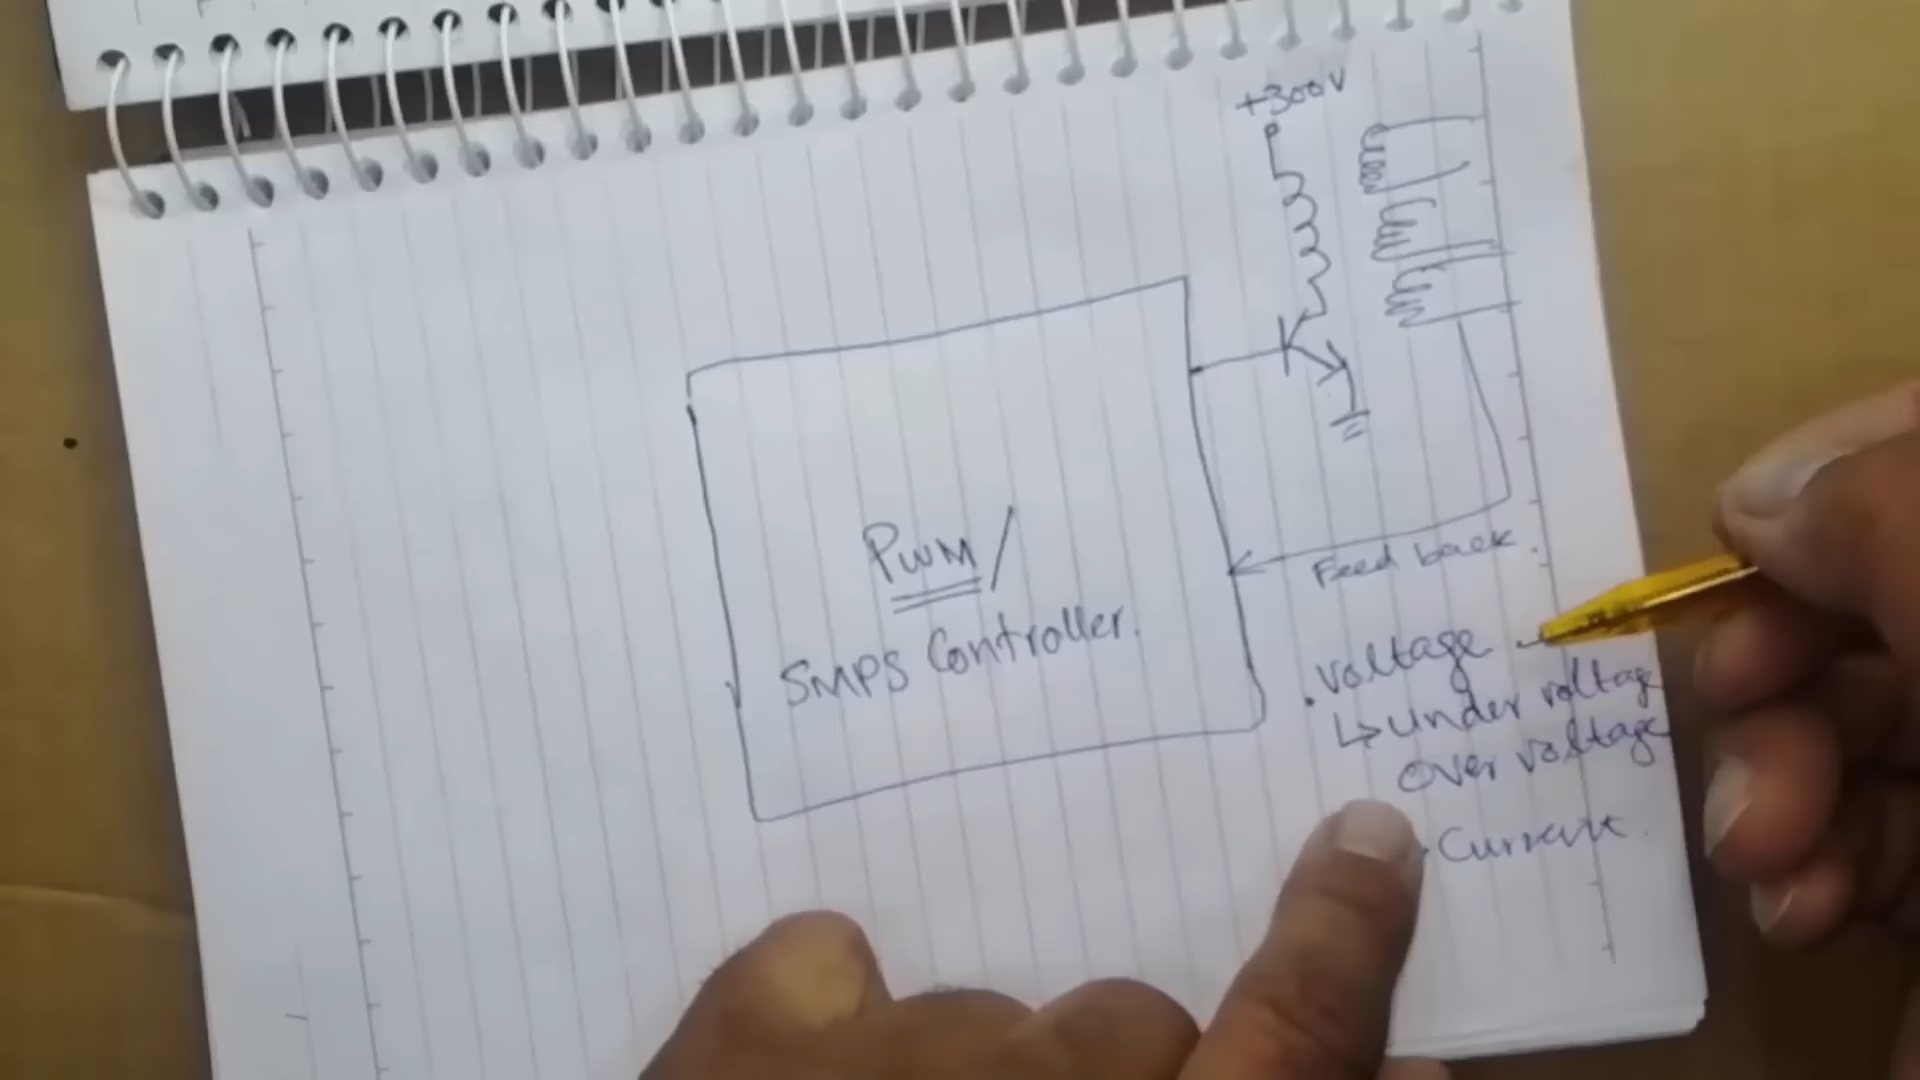 +300V
PWM/
SMPS Controller.
Feed back.
. voltage -
↳ under voltage
over voltage
. Current.